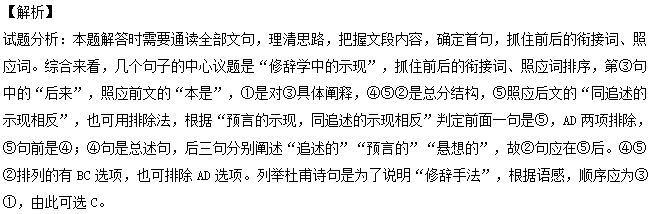 【解析】
试题分析：本题解答时需要通读全部文句，理清思路，把握文段内容，确定首句，抓住前后的衔接词、照
应词。综合来看，几个句子的中心议题是“修辞学中的示现”，抓住前后的衔接词、照应词排序，第③句
中的“后来”，照应前文的“本是”，①是对③具体阐释，④⑤②是总分结构，⑤照应后文的“同追述的
示现相反”，也可用排除法，根据“预言的示现，同追述的示现相反”判定前面一句是⑤，AD两项排除，
⑤句前是④；④句是总述句，后三句分别阐述“追述的”“预言的”“悬想的”，故②句应在⑤后。④⑤
②排列的有BC选项，也可排除AD选项。列举杜甫诗句是为了说明“修辞手法”，根据语感，顺序应为③
①，由此可选C。